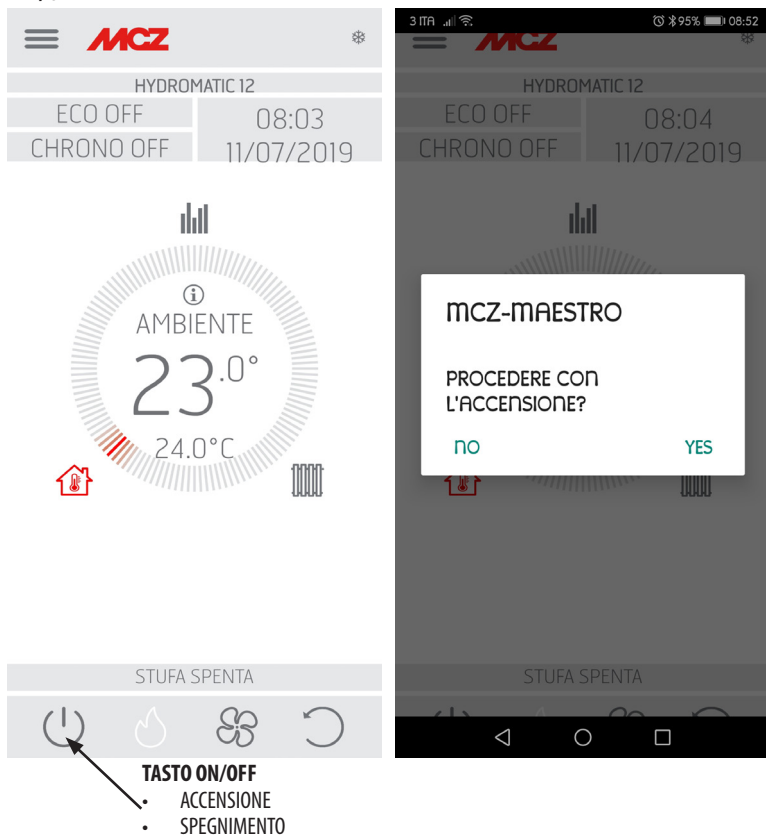 MCZ
HYDROMATIC 12
ECO OFF
08:03
CHRONO OFF
11/07/2019
AMBIENTE
23.0°
24.0°C
STUFA SPENTA
TASTO ON/OFF
• ACCENSIONE
• SPEGNIMENTO
3 ITA
95%
08:52
MCZ
HYDROMATIC 12
ECO OFF
08:04
CHRONO OFF
11/07/2019
MCZ-MAESTRO
PROCEDERE CON
L'ACCENSIONE?
NO
YES
STUFA SPENTA